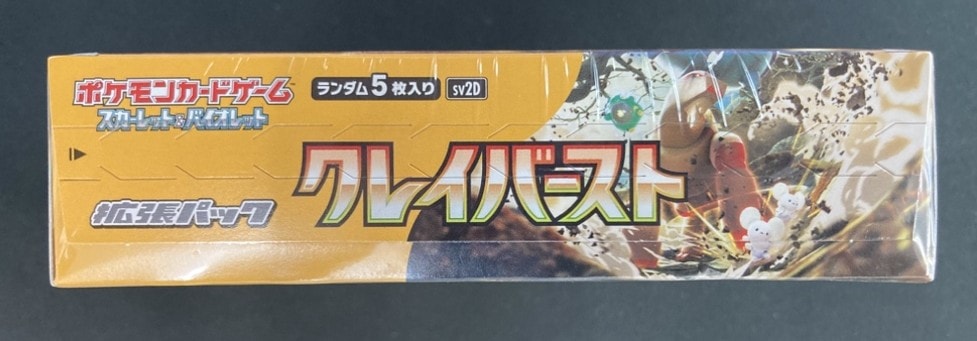 ポケモンカードゲーム
スカーレット&バイオレット
ランダム5枚入り sv2D
クレイバースト
拡張パック